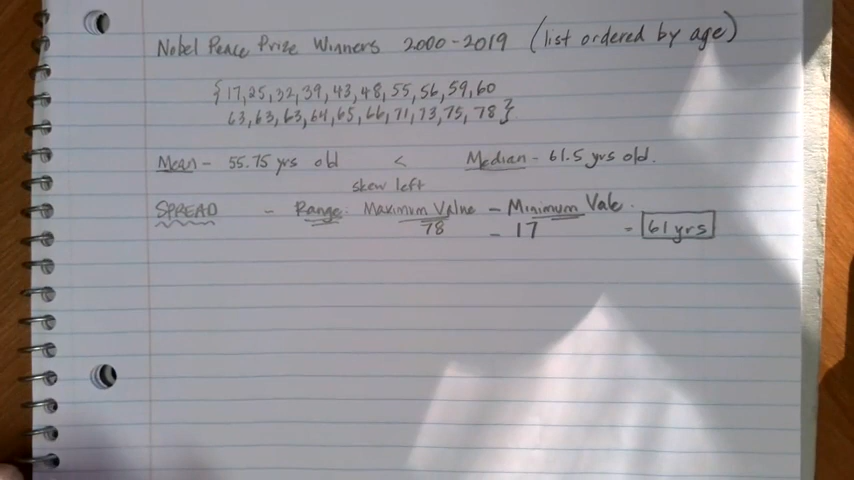 Nobel Peace Prize Winners 2000-2019 (list ordered by age)
{17,25,32,39,43,48,55,56,59,60
63,63,63,64,65,66,71,73,75,78}
Mean - 55.75 yrs old < Median - 61.5 yrs old.
skew left
SPREAD - Range: Maximum Value - Minimum Vale.
78 - 17 = 61 yrs